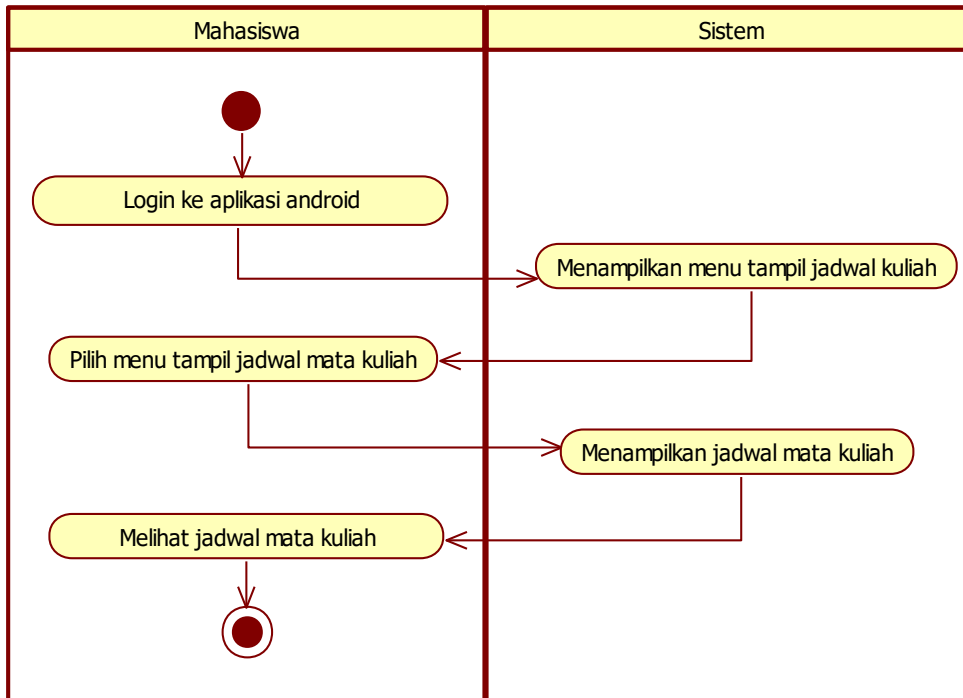 Mahasiswa
Sistem
Login ke aplikasi android
Menampilkan menu tampil jadwal kuliah
Pilih menu tampil jadwal mata kuliah
Menampilkan jadwal mata kuliah
Melihat jadwal mata kuliah